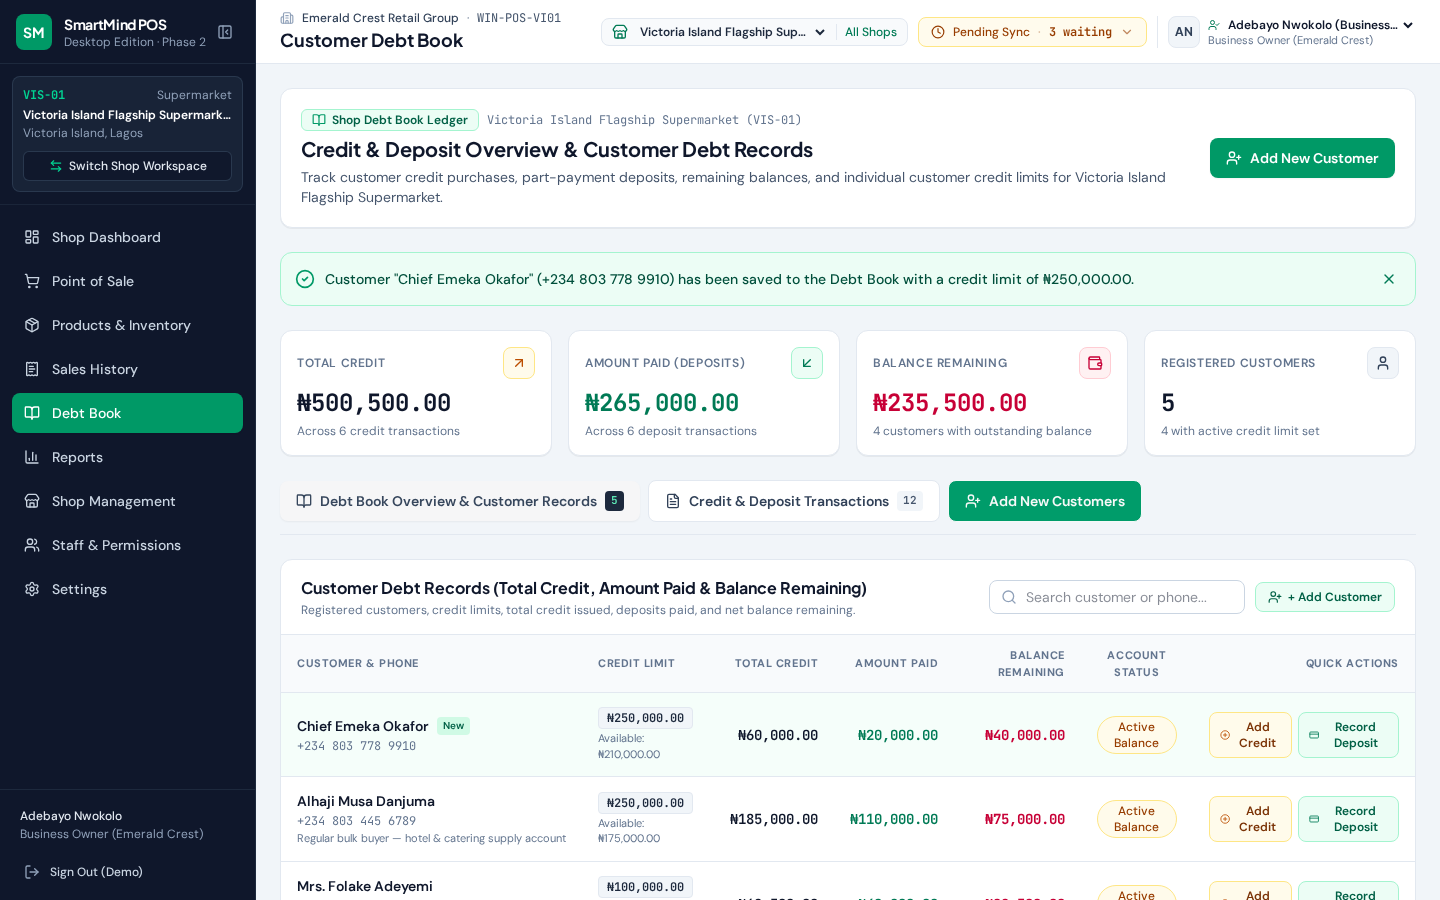 SM
SmartMind POS
Desktop Edition · Phase 2
VIS-01
Supermarket
Victoria Island Flagship Supermark...
Victoria Island, Lagos
Switch Shop Workspace
Shop Dashboard
Point of Sale
Products & Inventory
Sales History
Debt Book
Reports
Shop Management
Staff & Permissions
Settings
Adebayo Nwokolo
Business Owner (Emerald Crest)
Sign Out (Demo)
Emerald Crest Retail Group · WIN-POS-VI01
Customer Debt Book
Victoria Island Flagship Sup...
All Shops
Pending Sync · 3 waiting
AN
Adebayo Nwokolo (Business...
Business Owner (Emerald Crest)
Shop Debt Book Ledger
Victoria Island Flagship Supermarket (VIS-01)
Credit & Deposit Overview & Customer Debt Records
Track customer credit purchases, part-payment deposits, remaining balances, and individual customer credit limits for Victoria Island
Flagship Supermarket.
Add New Customer
Customer "Chief Emeka Okafor" (+234 803 778 9910) has been saved to the Debt Book with a credit limit of ₦250,000.00.
TOTAL CREDIT
₦500,500.00
Across 6 credit transactions
AMOUNT PAID (DEPOSITS)
₦265,000.00
Across 6 deposit transactions
BALANCE REMAINING
₦235,500.00
4 customers with outstanding balance
REGISTERED CUSTOMERS
5
4 with active credit limit set
Debt Book Overview & Customer Records 5
Credit & Deposit Transactions 12
Add New Customers
Customer Debt Records (Total Credit, Amount Paid & Balance Remaining)
Registered customers, credit limits, total credit issued, deposits paid, and net balance remaining.
Search customer or phone...
+ Add Customer
CUSTOMER & PHONE
CREDIT LIMIT
TOTAL CREDIT
AMOUNT PAID
BALANCE
REMAINING
ACCOUNT
STATUS
QUICK ACTIONS
Chief Emeka Okafor New
+234 803 778 9910
₦250,000.00
Available:
₦210,000.00
₦60,000.00
₦20,000.00
₦40,000.00
Active
Balance
Add
Credit
Record
Deposit
Alhaji Musa Danjuma
+234 803 445 6789
Regular bulk buyer — hotel & catering supply account
₦250,000.00
Available:
₦175,000.00
₦185,000.00
₦110,000.00
₦75,000.00
Active
Balance
Add
Credit
Record
Deposit
Mrs. Folake Adeyemi
₦100,000.00
Active
Add
Record